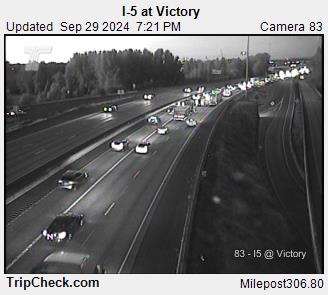 I-5 at Victory
Updated Sep 29 2024 7:21 PM Camera 83
N
83 - I5 @ Victory
TripCheck.com Milepost306.80